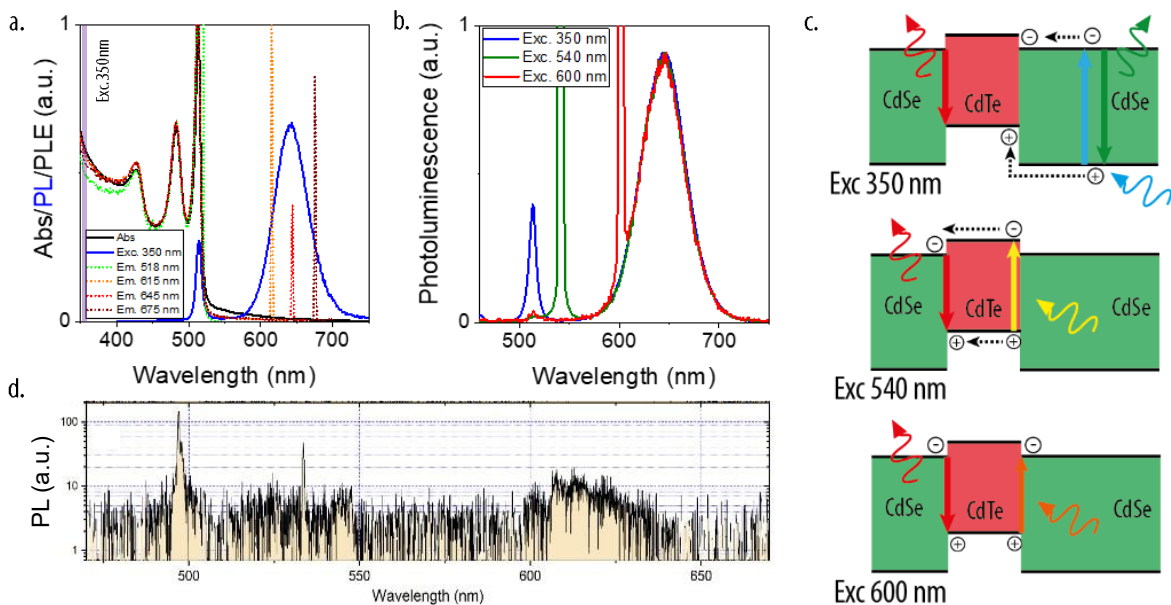 a.
Abs/PL/PLE (a.u.)
1
0
Exc. 350nm
Abs
Exc. 350 nm
Em. 518 nm
Em. 615 nm
Em. 645 nm
Em. 675 nm
400
500
600
700
Wavelength (nm)
b.
Photoluminescence (a.u.)
1
0
Exc. 350 nm
Exc. 540 nm
Exc. 600 nm
500
600
700
Wavelength (nm)
c.
CdSe
CdTe
CdSe
Exc 350 nm
CdSe
CdTe
CdSe
Exc 540 nm
CdSe
CdTe
CdSe
Exc 600 nm
d.
PL (a.u.)
100
10
1
500
550
600
650
Wavelength (nm)